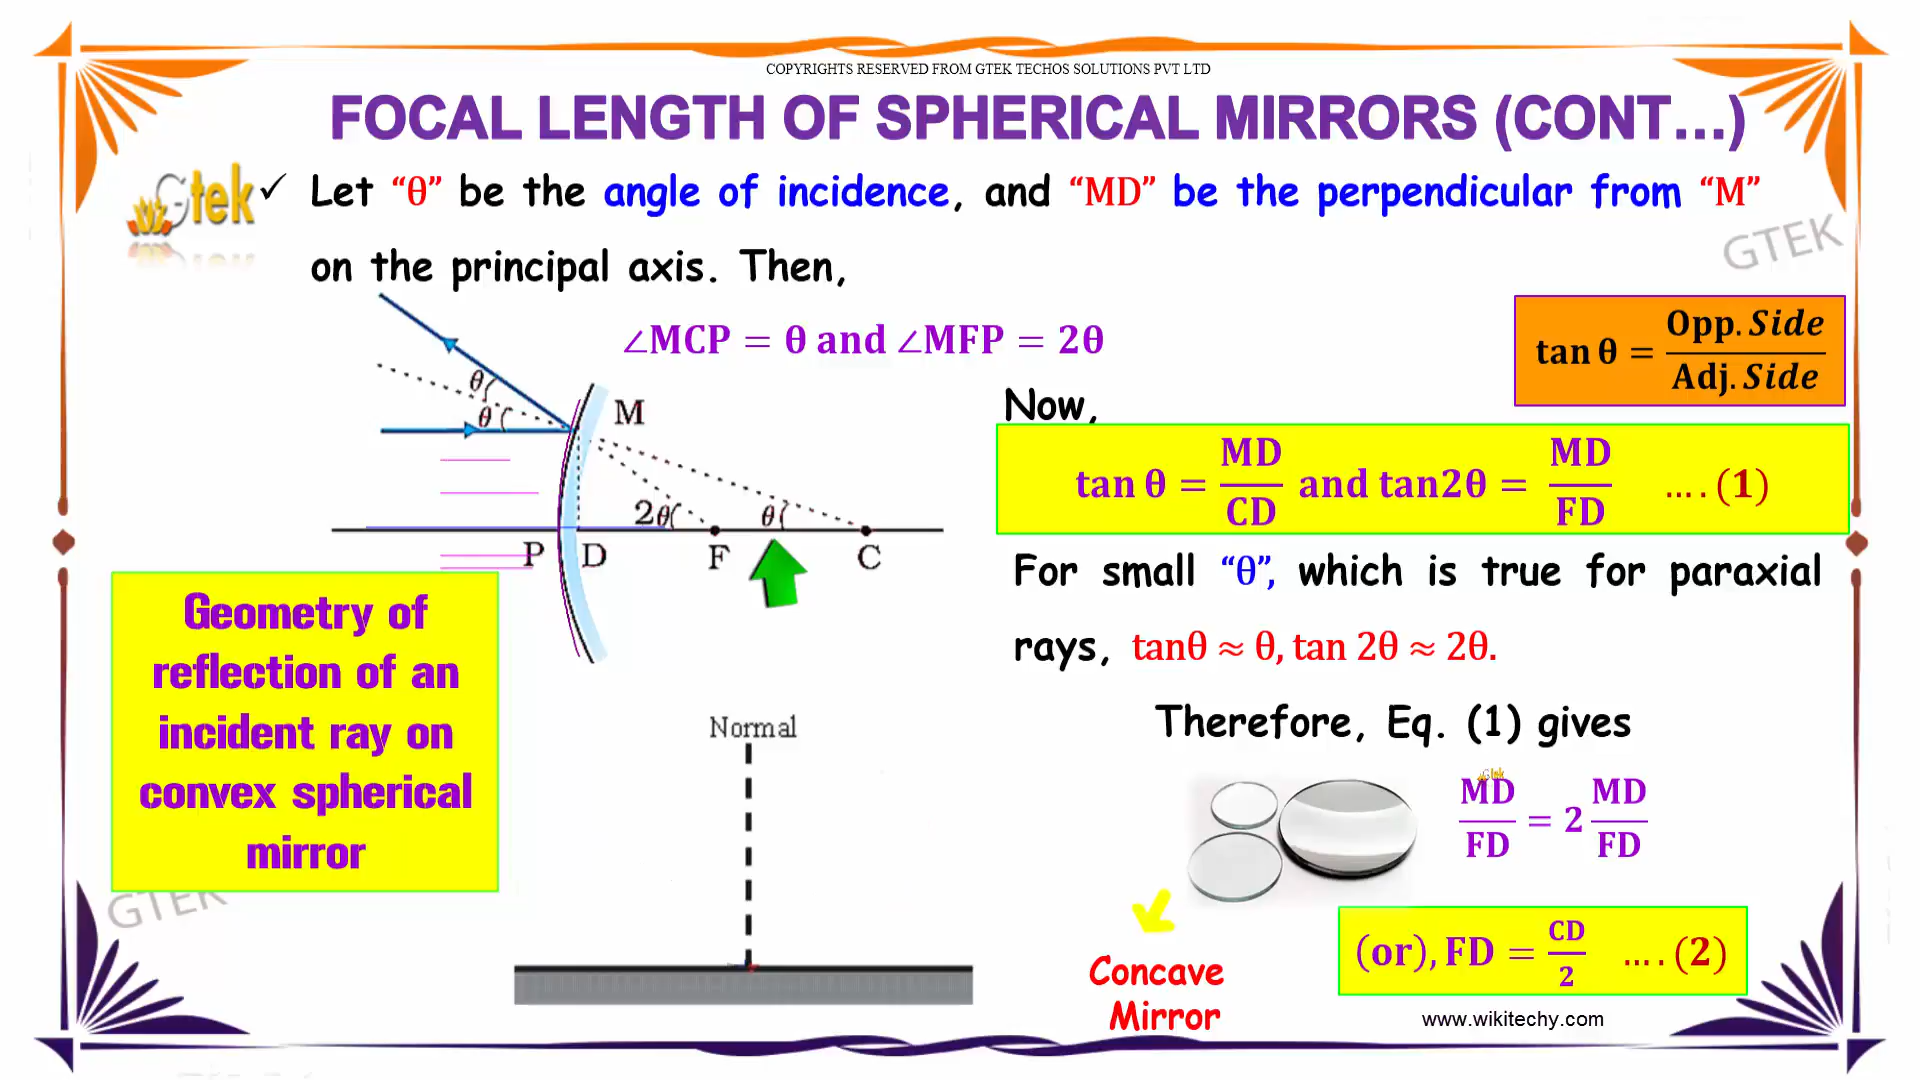 COPYRIGHTS RESERVED FROM GTEK TECHOS SOLUTIONS PVT LTD
FOCAL LENGTH OF SPHERICAL MIRRORS (CONT...)
Gtek
✓ Let “θ” be the angle of incidence, and “MD” be the perpendicular from “M”
on the principal axis. Then,
GTEK
∠MCP = θ and ∠MFP = 2θ
tan θ = Opp. Side / Adj. Side
θ
θ
M
2θ
θ
P D F C
Now,
tan θ = MD/CD and tan2θ = MD/FD .... (1)
For small “θ”, which is true for paraxial
rays, tanθ ≈ θ, tan 2θ ≈ 2θ.
Geometry of
reflection of an
incident ray on
convex spherical
mirror
GTEK
Normal
Therefore, Eq. (1) gives
Gtek
MD/FD = 2 MD/FD
(or), FD = CD/2 .... (2)
Concave
Mirror
www.wikitechy.com